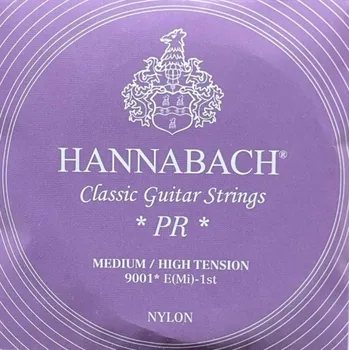 HANNABACH®
Classic Guitar Strings
* PR *
MEDIUM / HIGH TENSION
9001* E(Mi)-1st
NYLON